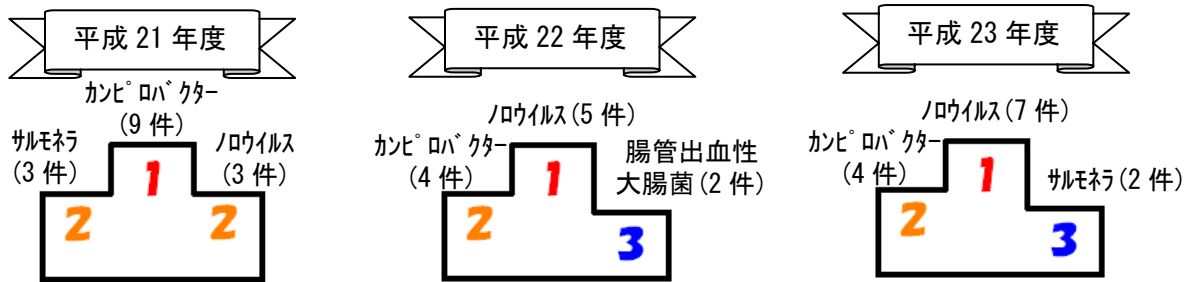 平成 21 年度
ｶﾝﾋﾟﾛﾊﾞｸﾀｰ
(9 件)
ｻﾙﾓﾈﾗ
(3 件)
ﾉﾛｳｲﾙｽ
(3 件)
1
2
2
平成 22 年度
ﾉﾛｳｲﾙｽ(5 件)
ｶﾝﾋﾟﾛﾊﾞｸﾀｰ
(4 件)
腸管出血性
大腸菌(2 件)
1
2
3
平成 23 年度
ﾉﾛｳｲﾙｽ(7 件)
ｶﾝﾋﾟﾛﾊﾞｸﾀｰ
(4 件)
ｻﾙﾓﾈﾗ(2 件)
1
2
3